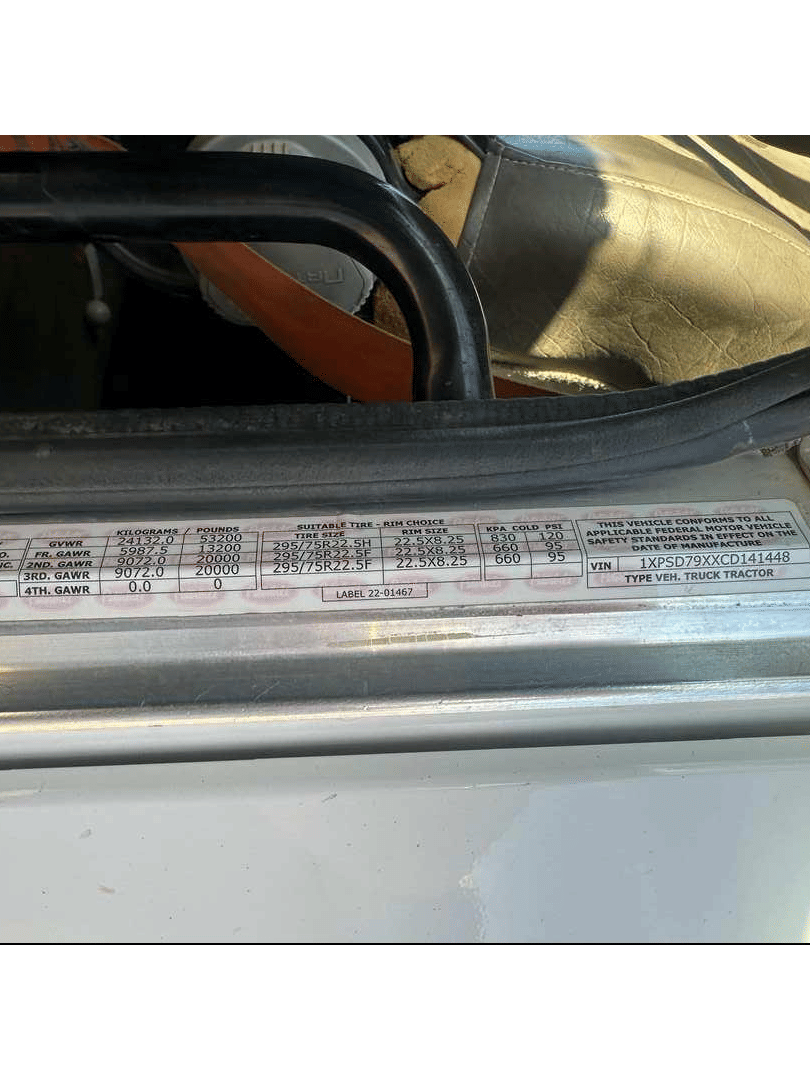 KILOGRAMS / POUNDS
GVWR 24132.0 53200
FR. GAWR 5987.5 13200
2ND. GAWR 9072.0 20000
3RD. GAWR 9072.0 20000
4TH. GAWR 0.0 0
SUITABLE TIRE - RIM CHOICE
TIRE SIZE RIM SIZE
295/75R22.5H 22.5X8.25
295/75R22.5F 22.5X8.25
295/75R22.5F 22.5X8.25
KPA COLD PSI
830 120
660 95
660 95
LABEL 22-01467
THIS VEHICLE CONFORMS TO ALL
APPLICABLE FEDERAL MOTOR VEHICLE
SAFETY STANDARDS IN EFFECT ON THE
DATE OF MANUFACTURE
VIN 1XPSD79XXCD141448
TYPE VEH. TRUCK TRACTOR